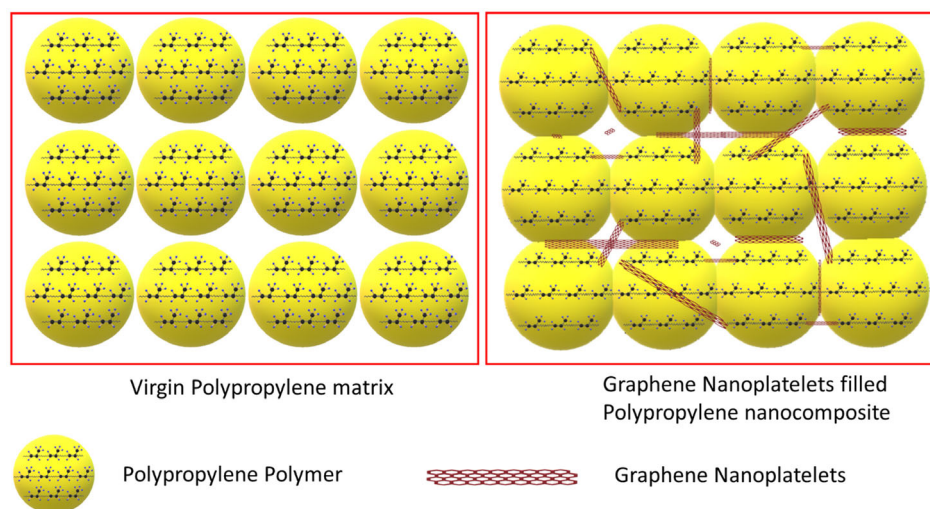 Virgin Polypropylene matrix
Graphene Nanoplatelets filled
Polypropylene nanocomposite
Polypropylene Polymer
Graphene Nanoplatelets